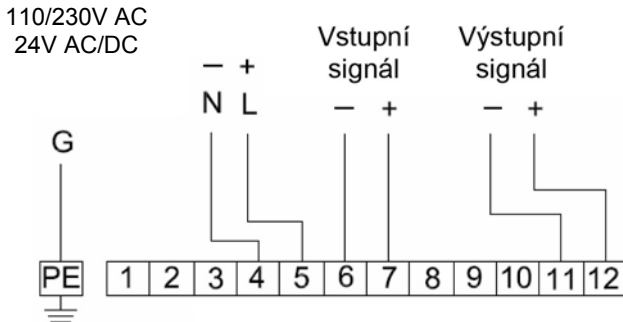 110/230V AC
24V AC/DC
Vstupní
signál
Výstupní
signál
− +
N L
− +
− +
G
PE 1 2 3 4 5 6 7 8 9 10 11 12